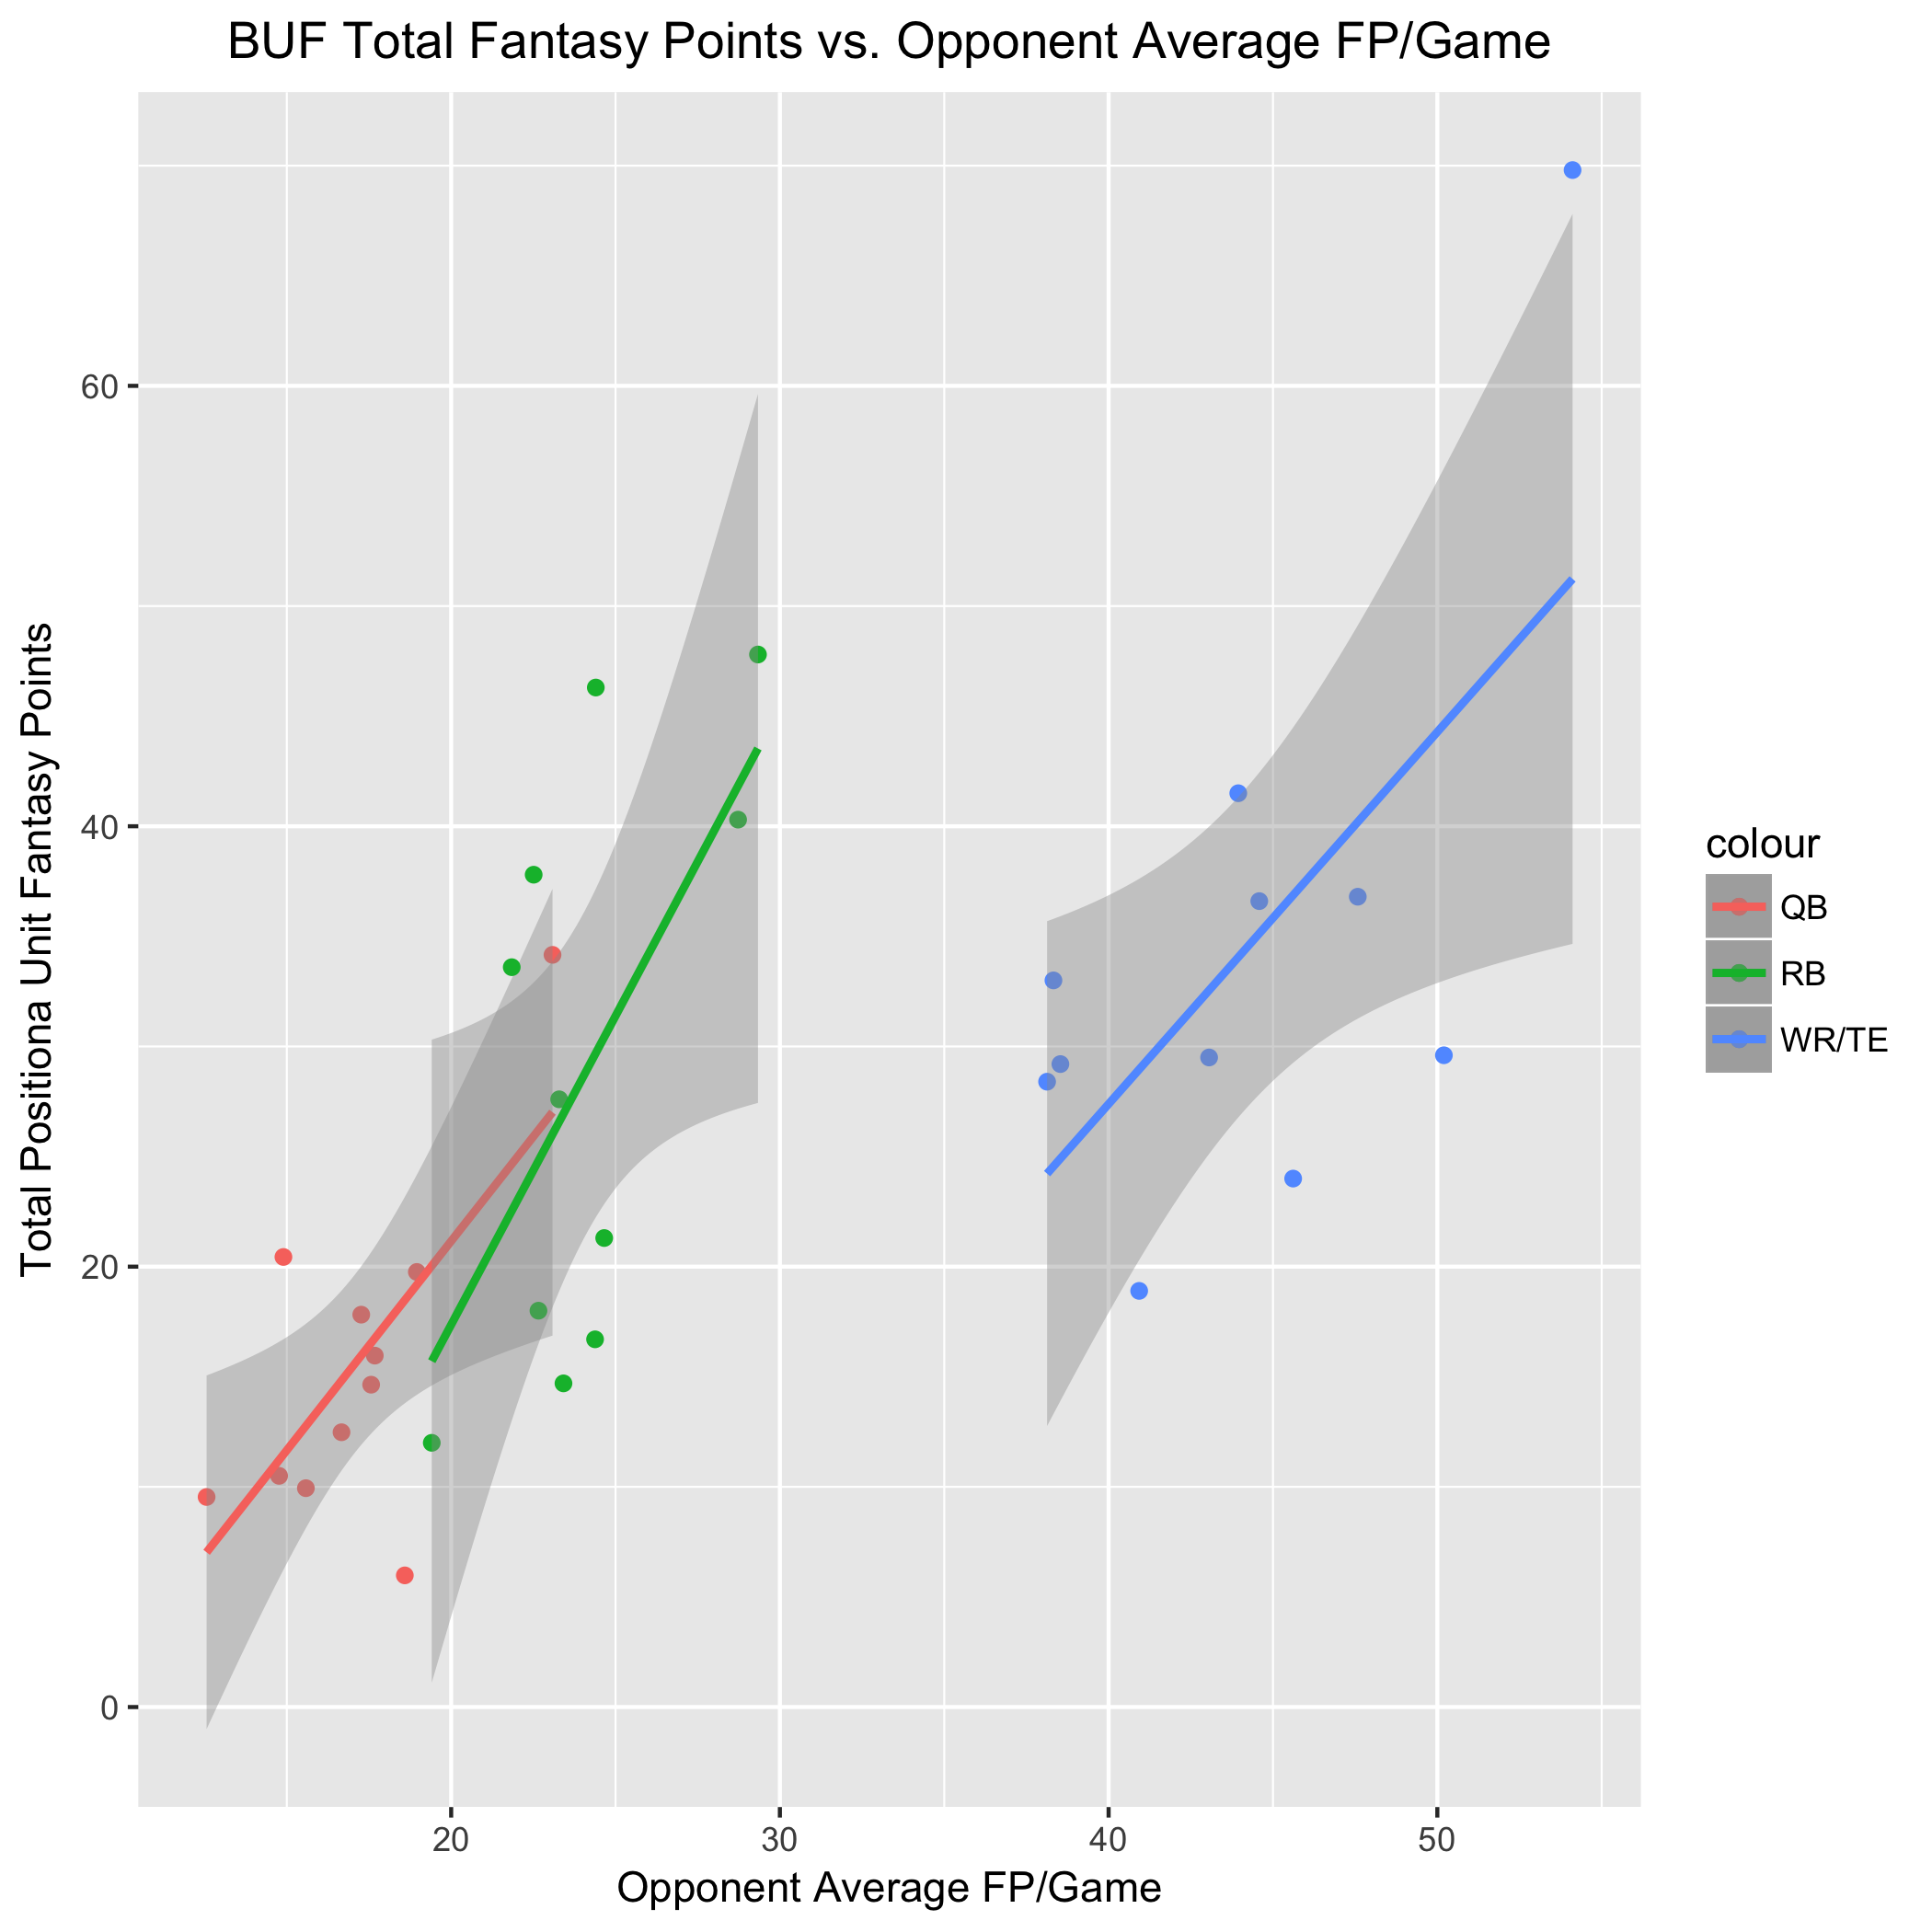 BUF Total Fantasy Points vs. Opponent Average FP/Game
Total Positiona Unit Fantasy Points
60
40
20
0
20
30
40
50
Opponent Average FP/Game
colour
QB
RB
WR/TE